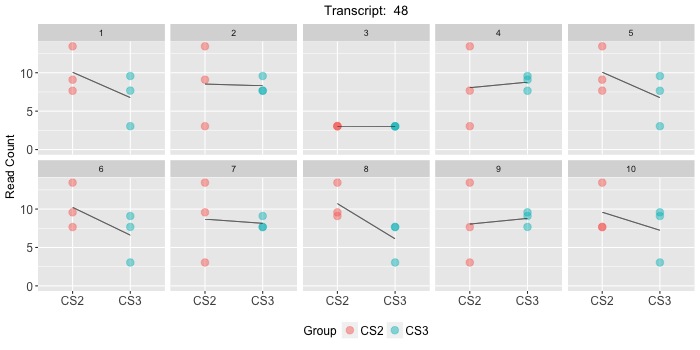 Transcript: 48
1 2 3 4 5
10
5
0
6 7 8 9 10
10
5
0
Read Count
CS2 CS3 CS2 CS3 CS2 CS3 CS2 CS3 CS2 CS3
Group CS2 CS3